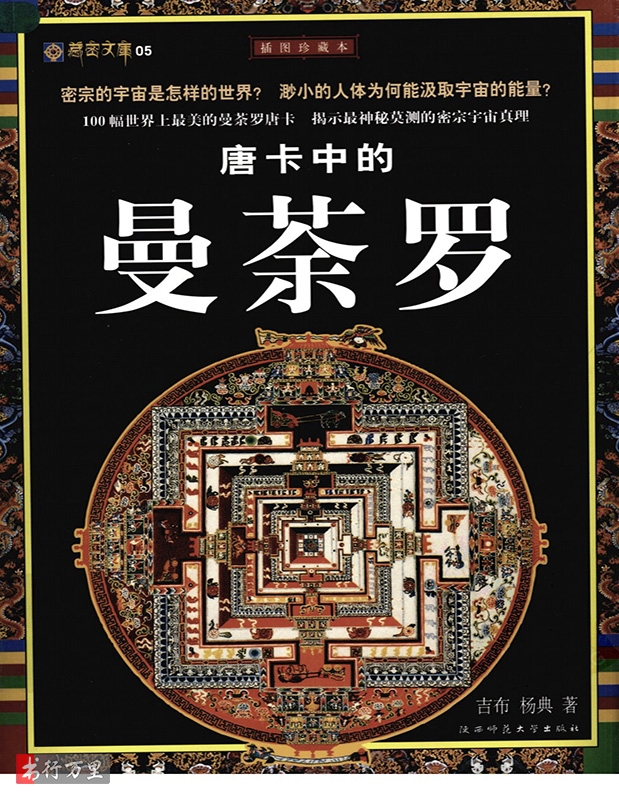 藏密文库 05
插图珍藏本
密宗的宇宙是怎样的世界? 渺小的人体为何能汲取宇宙的能量?
100幅世界上最美的曼荼罗唐卡 揭示最神秘莫测的密宗宇宙真理
唐卡中的
曼荼罗
吉布 杨典 著
陕西师范大学出版社
书行万里